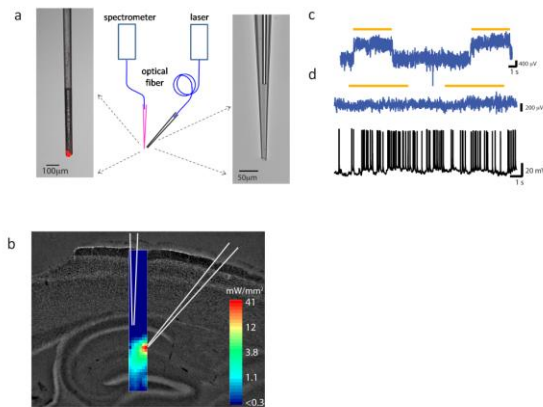 a
spectrometer
laser
optical
fiber
100μm
50μm
b
mW/mm²
41
12
3.8
1.1
<0.3
c
400 μV
1 s
d
200 μV
20 mV
1 s